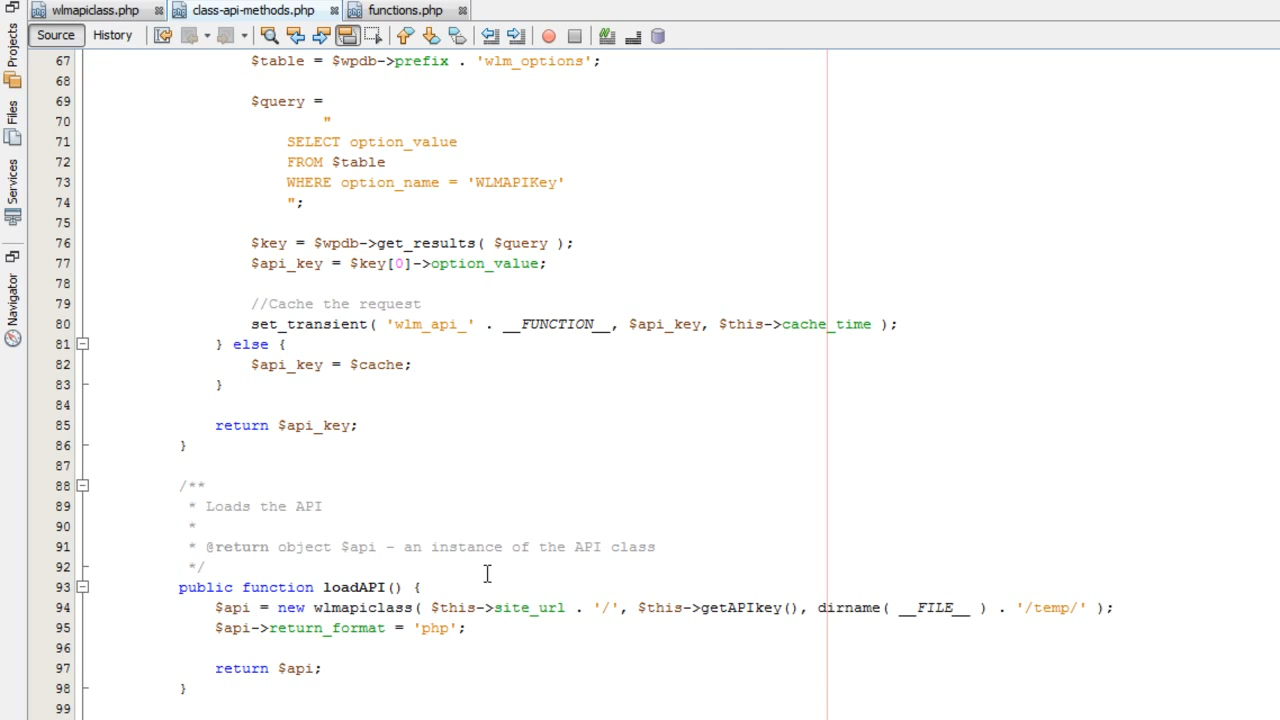 wlmapiclass.php class-api-methods.php functions.php
Source History
Projects
Files
Services
Navigator
67 $table = $wpdb->prefix . 'wlm_options';
68
69 $query =
70 "
71 SELECT option_value
72 FROM $table
73 WHERE option_name = 'WLMAPIKey'
74 ";
75
76 $key = $wpdb->get_results( $query );
77 $api_key = $key[0]->option_value;
78
79 //Cache the request
80 set_transient( 'wlm_api_' . __FUNCTION__, $api_key, $this->cache_time );
81 } else {
82 $api_key = $cache;
83 }
84
85 return $api_key;
86 }
87
88 /**
89 * Loads the API
90 *
91 * @return object $api - an instance of the API class
92 */
93 public function loadAPI() {
94 $api = new wlmapiclass( $this->site_url . '/', $this->getAPIkey(), dirname( __FILE__ ) . '/temp/' );
95 $api->return_format = 'php';
96
97 return $api;
98 }
99